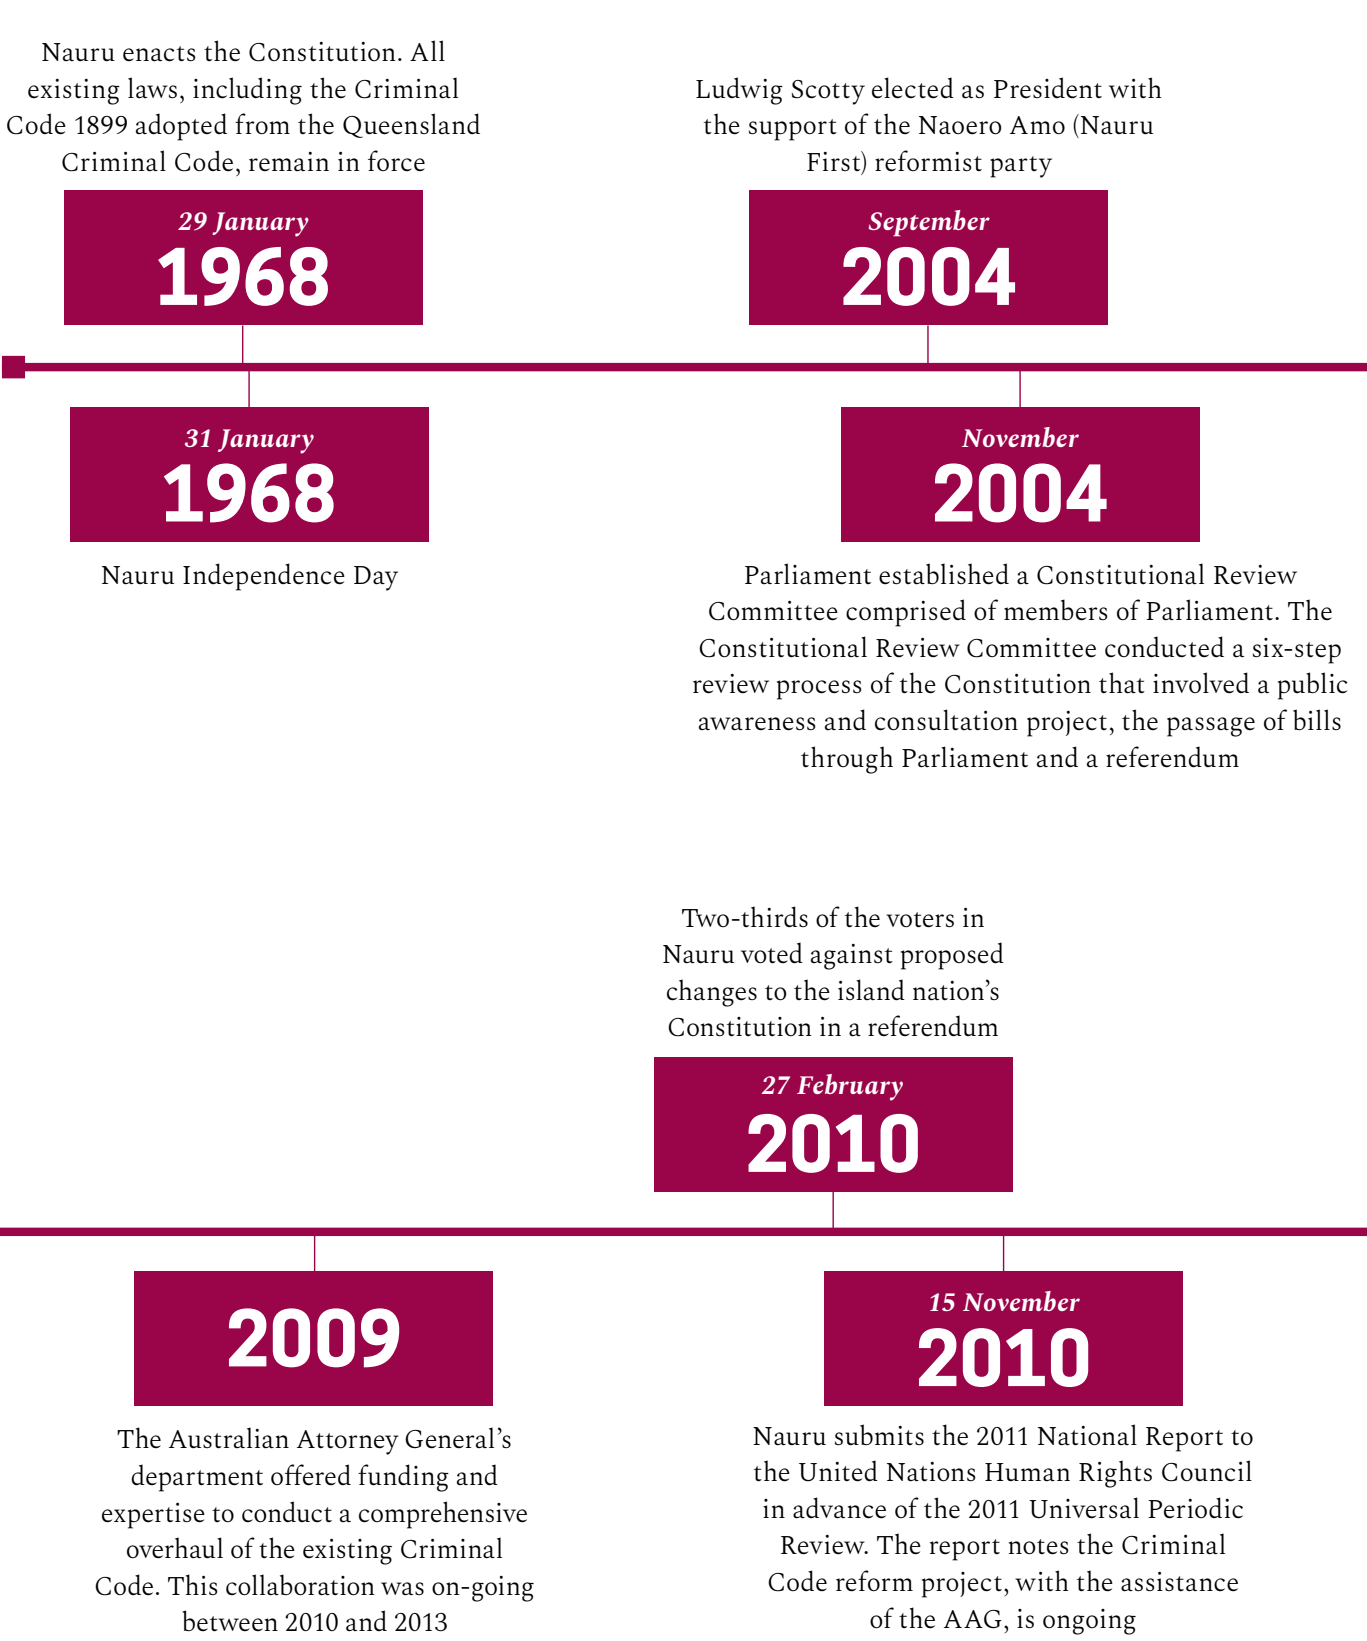 Nauru enacts the Constitution. All
existing laws, including the Criminal
Code 1899 adopted from the Queensland
Criminal Code, remain in force
29 January
1968
31 January
1968
Nauru Independence Day
Ludwig Scotty elected as President with
the support of the Naoero Amo (Nauru
First) reformist party
September
2004
November
2004
Parliament established a Constitutional Review
Committee comprised of members of Parliament. The
Constitutional Review Committee conducted a six-step
review process of the Constitution that involved a public
awareness and consultation project, the passage of bills
through Parliament and a referendum
2009
The Australian Attorney General’s
department offered funding and
expertise to conduct a comprehensive
overhaul of the existing Criminal
Code. This collaboration was on-going
between 2010 and 2013
Two-thirds of the voters in
Nauru voted against proposed
changes to the island nation’s
Constitution in a referendum
27 February
2010
15 November
2010
Nauru submits the 2011 National Report to
the United Nations Human Rights Council
in advance of the 2011 Universal Periodic
Review. The report notes the Criminal
Code reform project, with the assistance
of the AAG, is ongoing